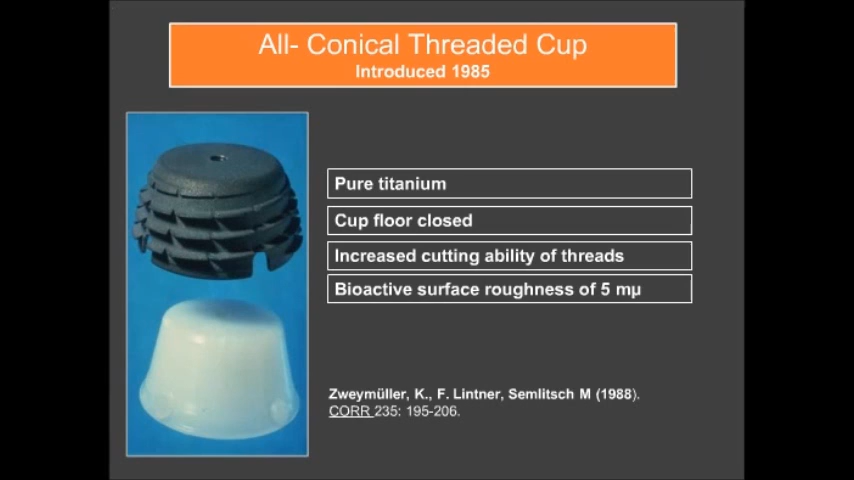 All- Conical Threaded Cup
Introduced 1985
Pure titanium
Cup floor closed
Increased cutting ability of threads
Bioactive surface roughness of 5 mµ
Zweymüller, K., F. Lintner, Semlitsch M (1988).
CORR 235: 195-206.